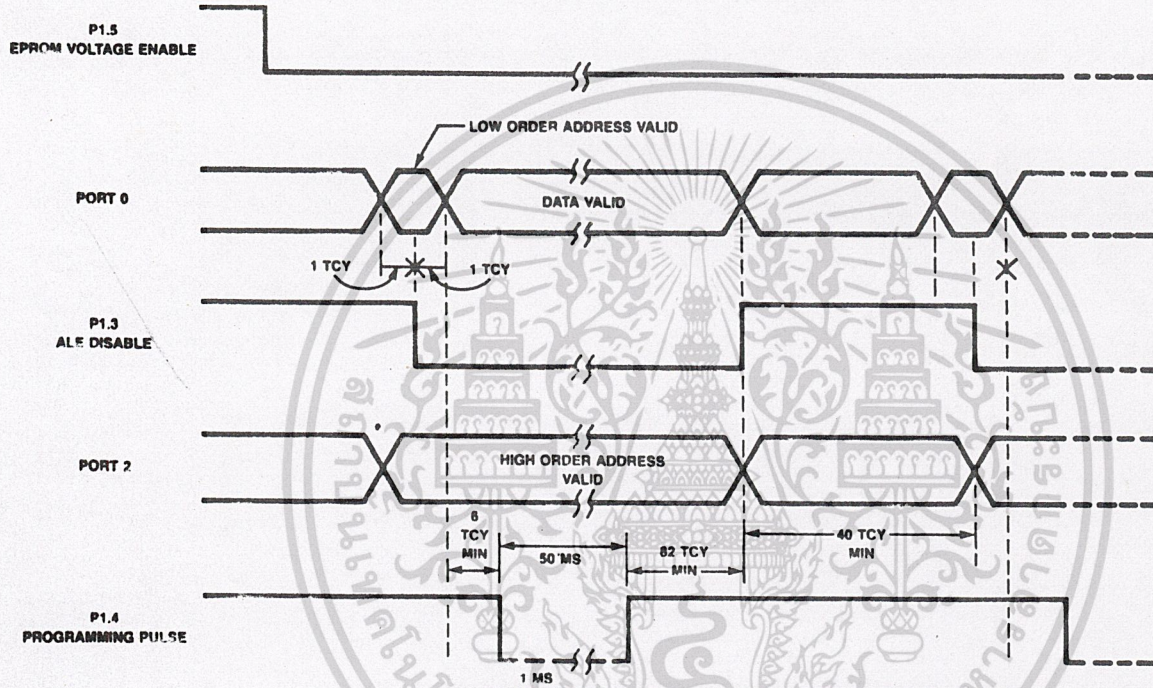 P1.5
EPROM VOLTAGE ENABLE
LOW ORDER ADDRESS VALID
PORT 0
DATA VALID
1 TCY
1 TCY
P1.3
ALE DISABLE
PORT 2
HIGH ORDER ADDRESS
VALID
6
TCY
MIN
50 MS
82 TCY
MIN
40 TCY
MIN
P1.4
PROGRAMMING PULSE
1 MS